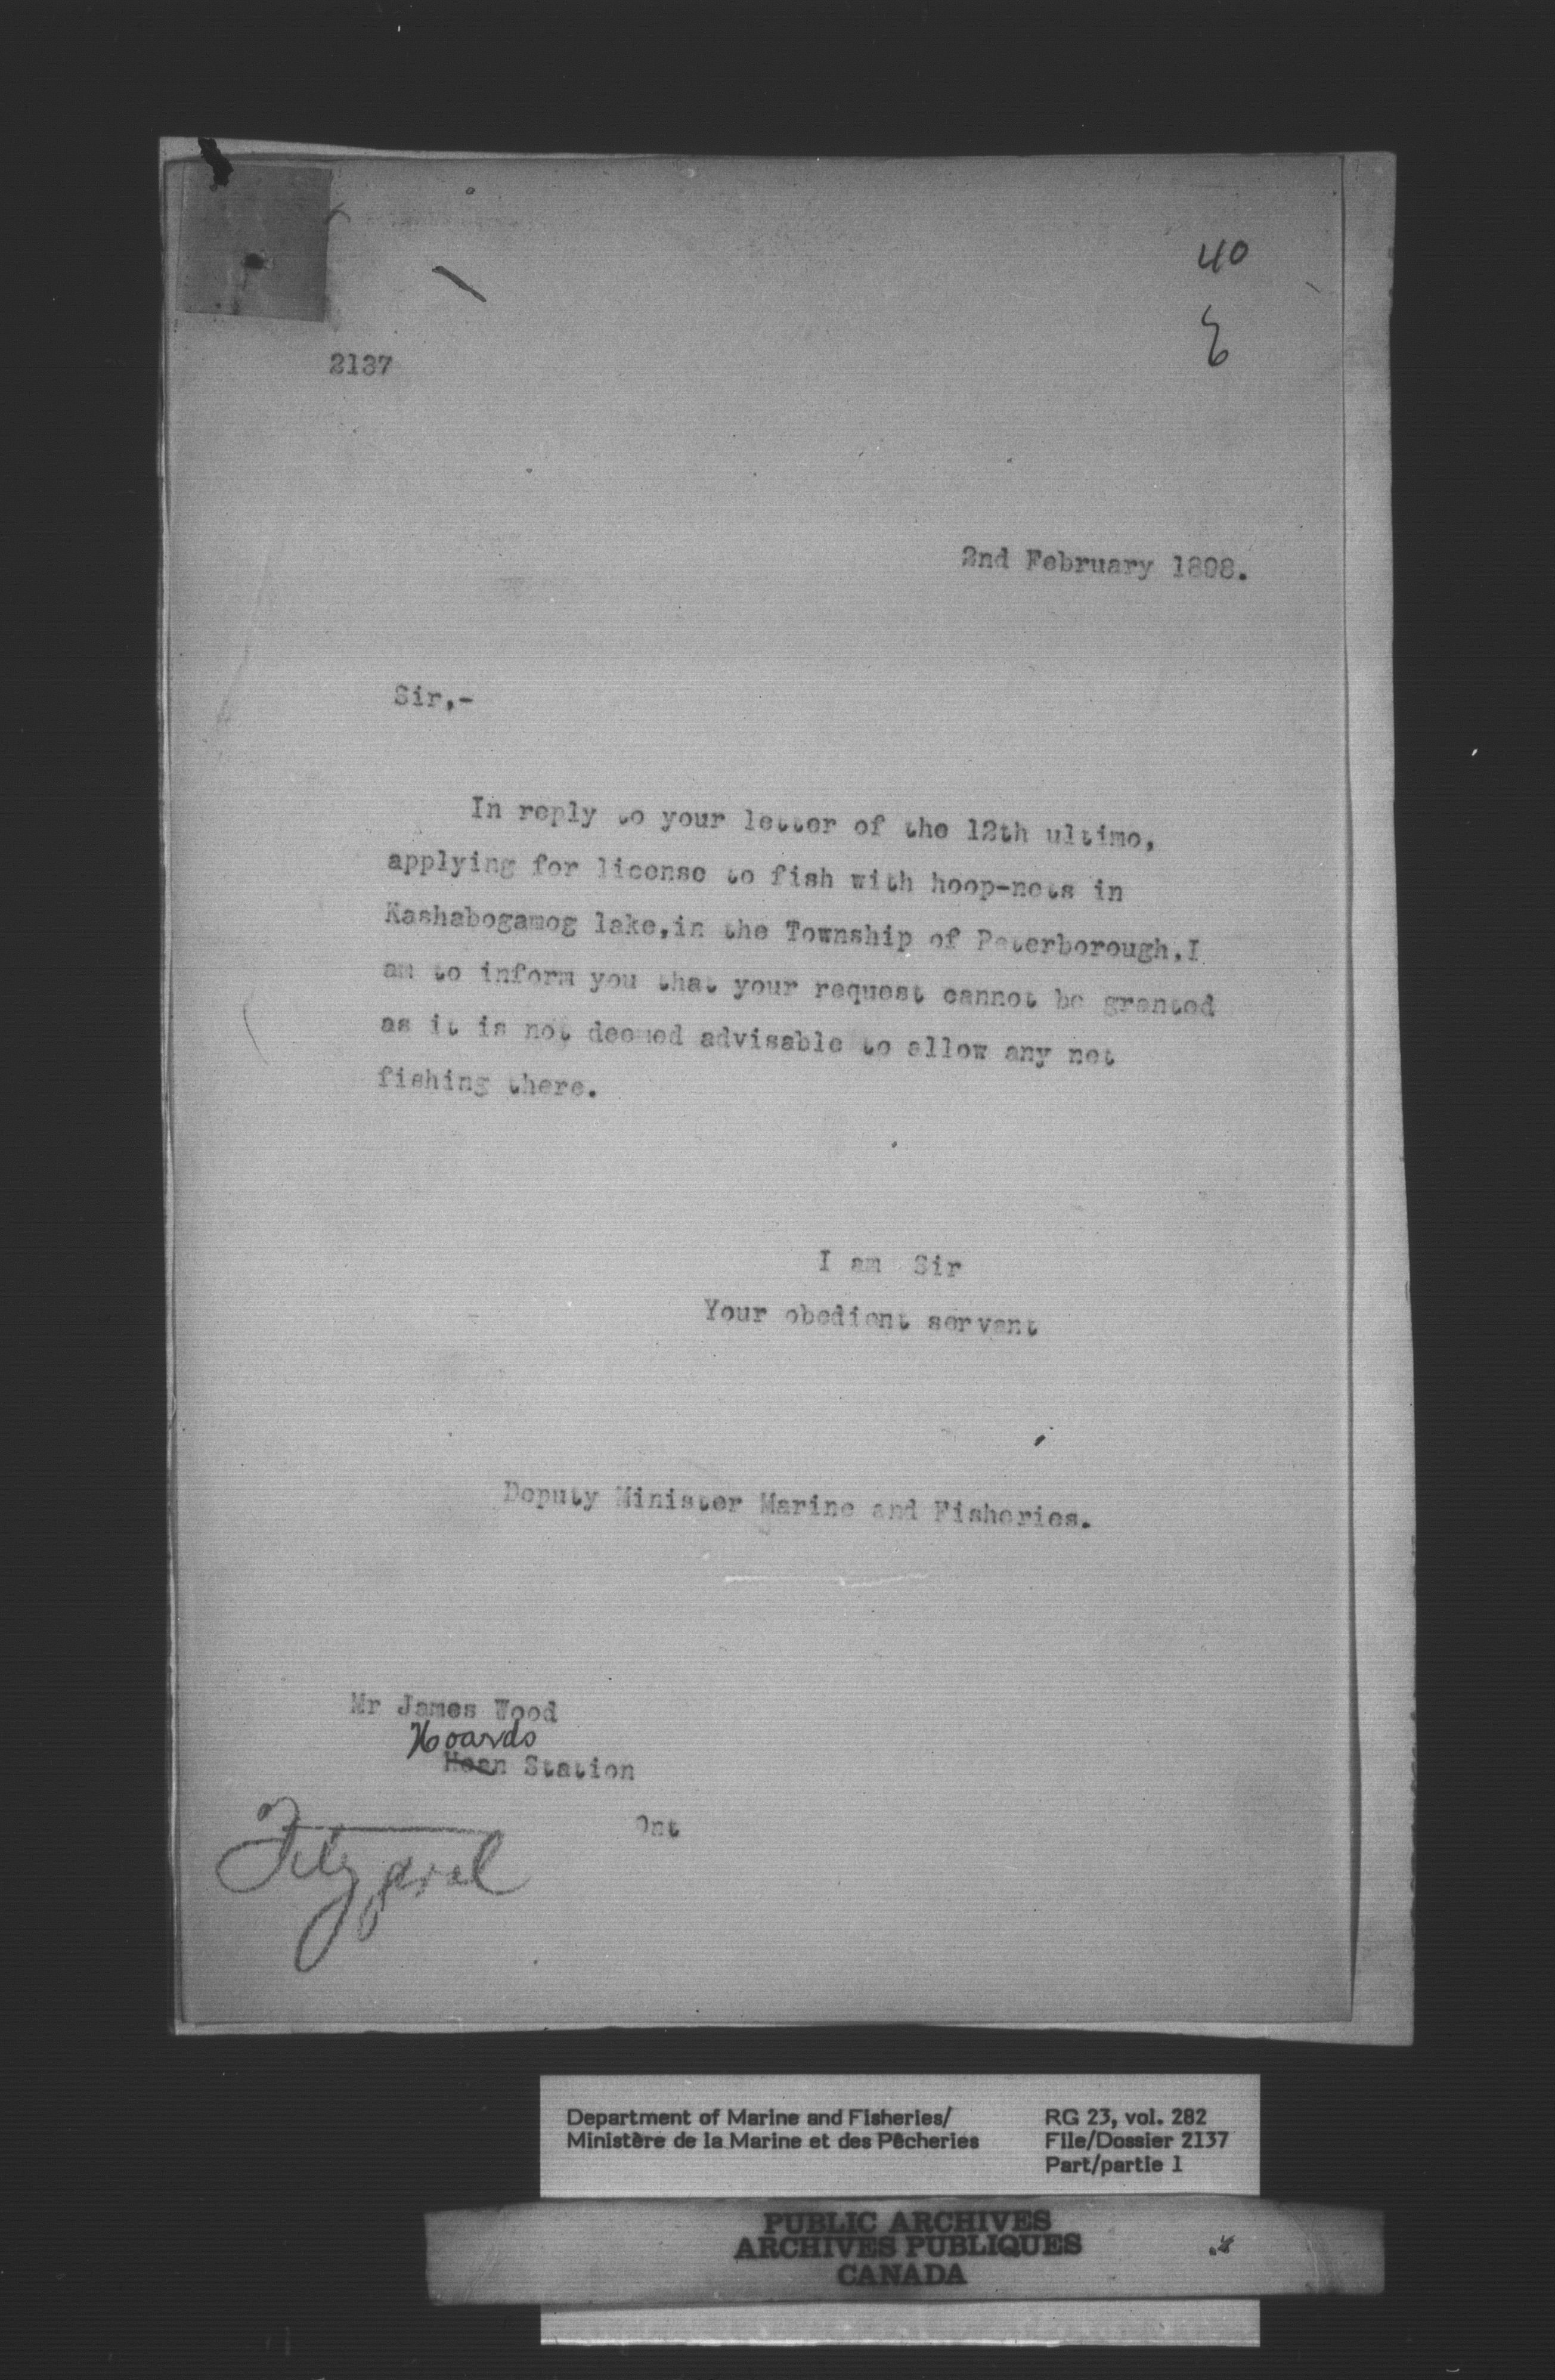 40
2137
2nd February 1898.
Sir,-
In reply to your letter of the 12th ultimo,
applying for license to fish with hoop-nets in
Kashabogamog lake,in the Township of Peterborough,I
am to inform you that your request cannot be granted
as it is not deemed advisable to allow any net
fishing there.
I am Sir
Your obedient servant
Deputy Minister Marine and Fisheries.
Mr James Wood
Hoards
Hoan Station
Ont
Department of Marine and Fisheries/
Ministère de la Marine et des Pêcheries
RG 23, vol. 282
File/Dossier 2137
Part/partie 1
PUBLIC ARCHIVES
ARCHIVES PUBLIQUES
CANADA